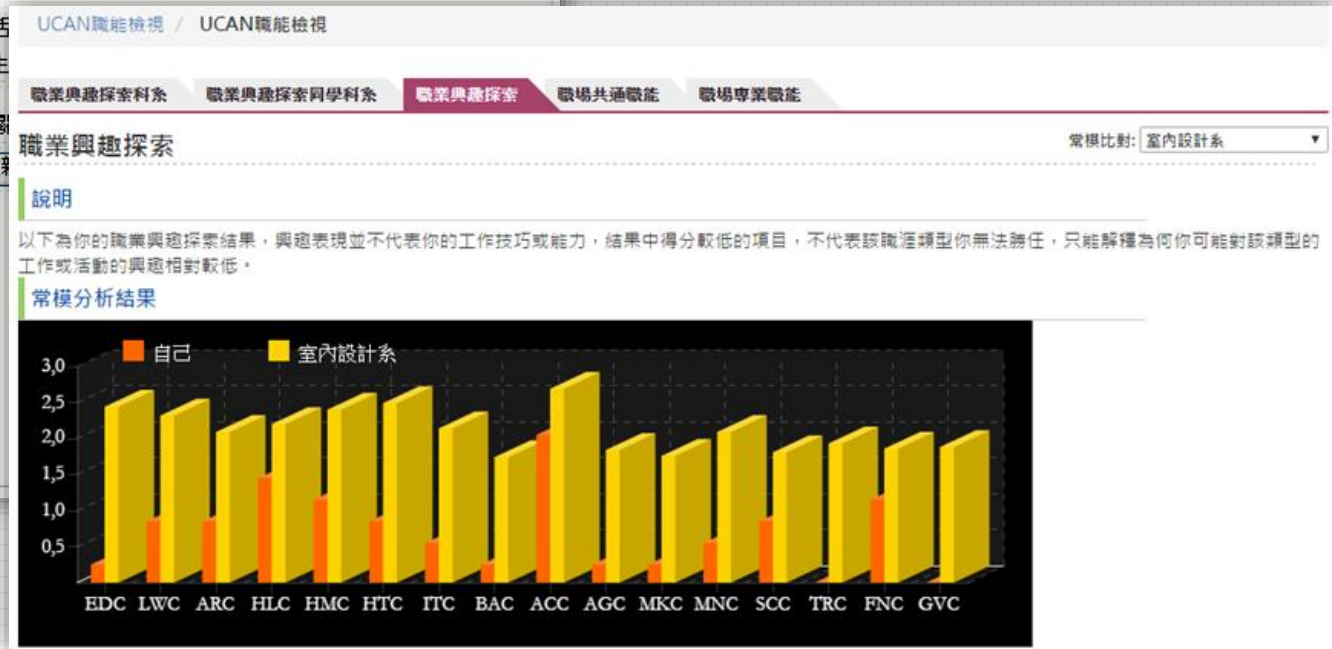 UCAN職能檢視 / UCAN職能檢視
職業興趣探索科系 職業興趣探索同學科系 職業興趣探索 職場共通職能 職場專業職能
職業興趣探索
常模比對: 室內設計系
說明
以下為你的職業興趣探索結果，興趣表現並不代表你的工作技巧或能力，結果中得分較低的項目，不代表該職涯類型你無法勝任，只能解釋為何你可能對該類型的
工作或活動的興趣相對較低。
常模分析結果
自己 室內設計系
3,0
2,5
2,0
1,5
1,0
0,5
EDC LWC ARC HLC HMC HTC ITC BAC ACC AGC MKC MNC SCC TRC FNC GVC